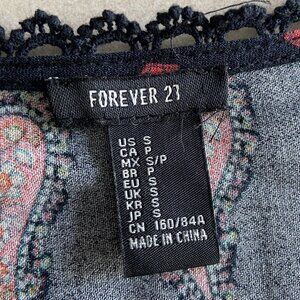 FOREVER 21
US S
CA P
MX S/P
BR P
EU S
UK S
KR S
JP S
CN 160/84A
MADE IN CHINA